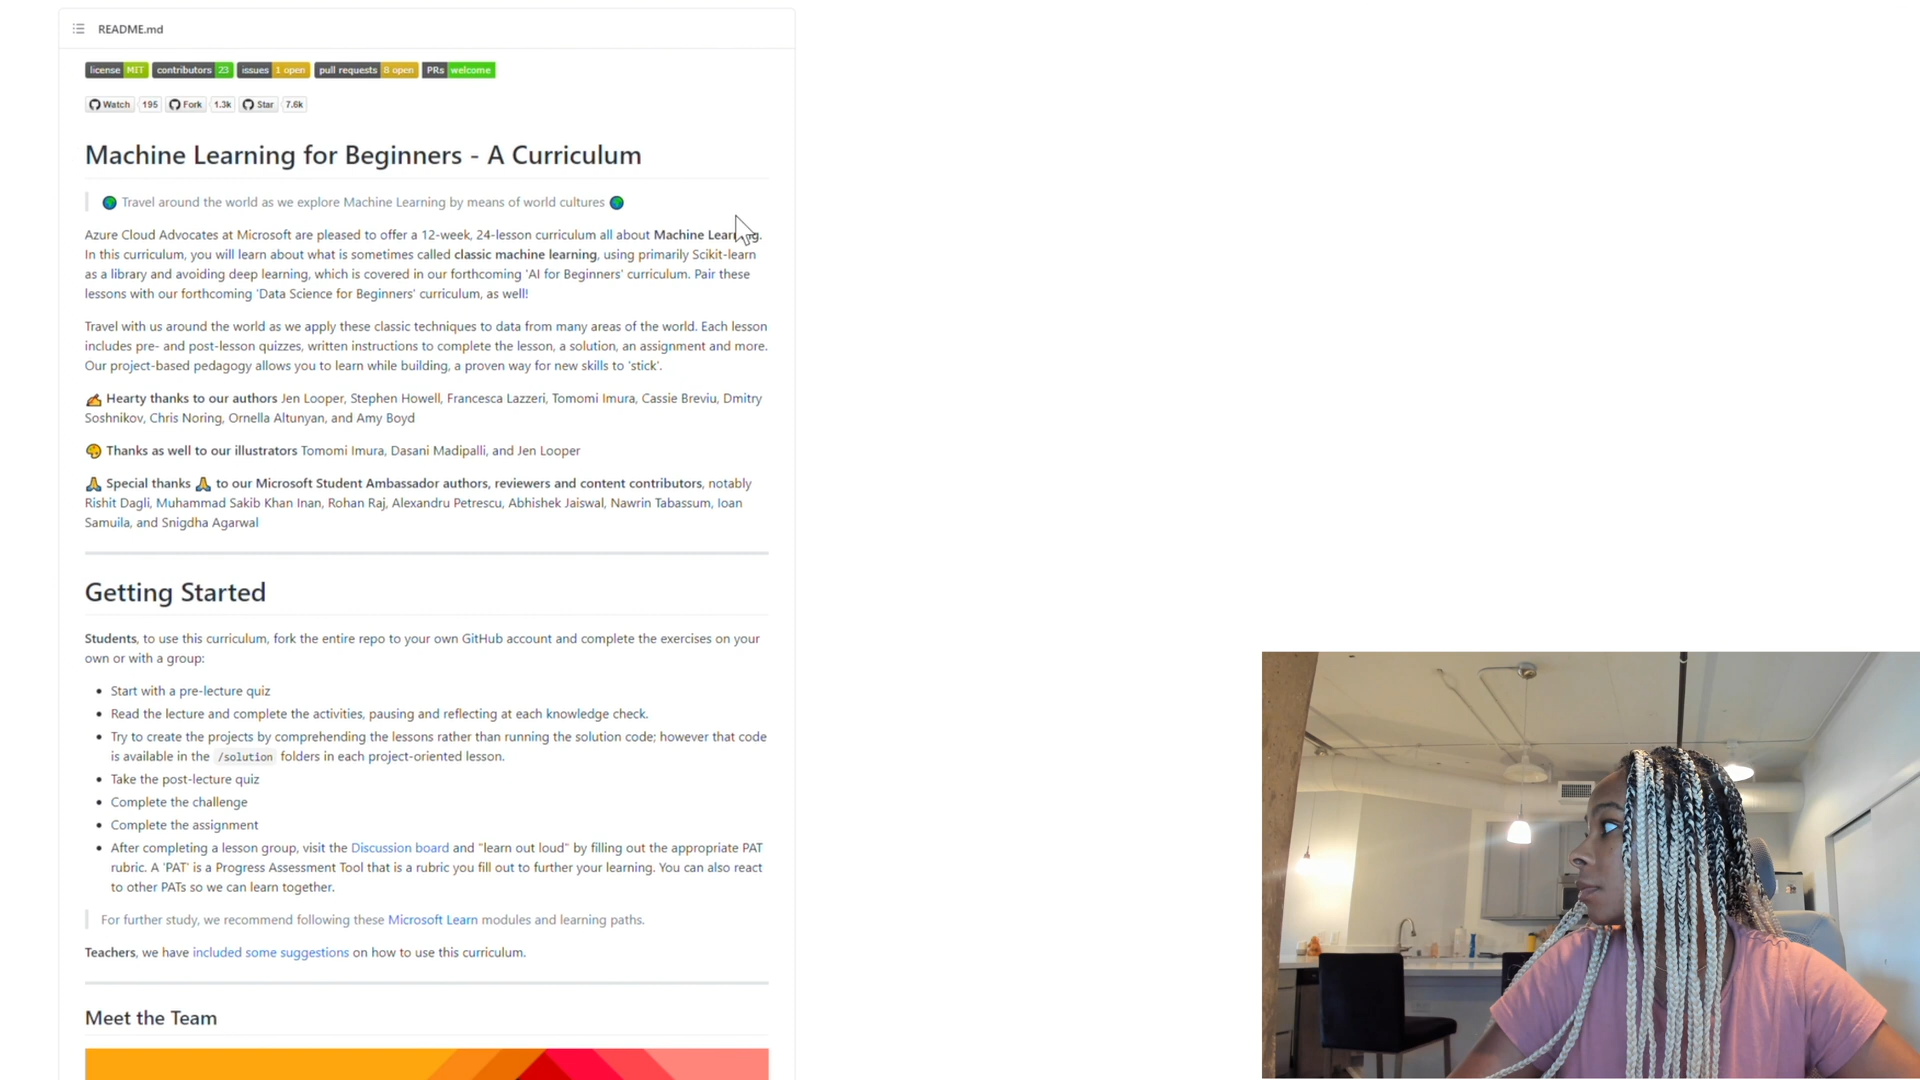 README.md
license MIT contributors 23 issues 1 open pull requests 8 open PRs welcome
Watch 195 Fork 1.3k Star 7.6k
Machine Learning for Beginners - A Curriculum
Travel around the world as we explore Machine Learning by means of world cultures
Azure Cloud Advocates at Microsoft are pleased to offer a 12-week, 24-lesson curriculum all about Machine Learning.
In this curriculum, you will learn about what is sometimes called classic machine learning, using primarily Scikit-learn
as a library and avoiding deep learning, which is covered in our forthcoming 'AI for Beginners' curriculum. Pair these
lessons with our forthcoming 'Data Science for Beginners' curriculum, as well!
Travel with us around the world as we apply these classic techniques to data from many areas of the world. Each lesson
includes pre- and post-lesson quizzes, written instructions to complete the lesson, a solution, an assignment and more.
Our project-based pedagogy allows you to learn while building, a proven way for new skills to 'stick'.
Hearty thanks to our authors Jen Looper, Stephen Howell, Francesca Lazzeri, Tomomi Imura, Cassie Breviu, Dmitry
Soshnikov, Chris Noring, Ornella Altunyan, and Amy Boyd
Thanks as well to our illustrators Tomomi Imura, Dasani Madipalli, and Jen Looper
Special thanks to our Microsoft Student Ambassador authors, reviewers and content contributors, notably
Rishit Dagli, Muhammad Sakib Khan Inan, Rohan Raj, Alexandru Petrescu, Abhishek Jaiswal, Nawrin Tabassum, Ioan
Samuila, and Snigdha Agarwal
Getting Started
Students, to use this curriculum, fork the entire repo to your own GitHub account and complete the exercises on your
own or with a group:
• Start with a pre-lecture quiz
• Read the lecture and complete the activities, pausing and reflecting at each knowledge check.
• Try to create the projects by comprehending the lessons rather than running the solution code; however that code
is available in the /solution folders in each project-oriented lesson.
• Take the post-lecture quiz
• Complete the challenge
• Complete the assignment
• After completing a lesson group, visit the Discussion board and "learn out loud" by filling out the appropriate PAT
rubric. A 'PAT' is a Progress Assessment Tool that is a rubric you fill out to further your learning. You can also react
to other PATs so we can learn together.
For further study, we recommend following these Microsoft Learn modules and learning paths.
Teachers, we have included some suggestions on how to use this curriculum.
Meet the Team